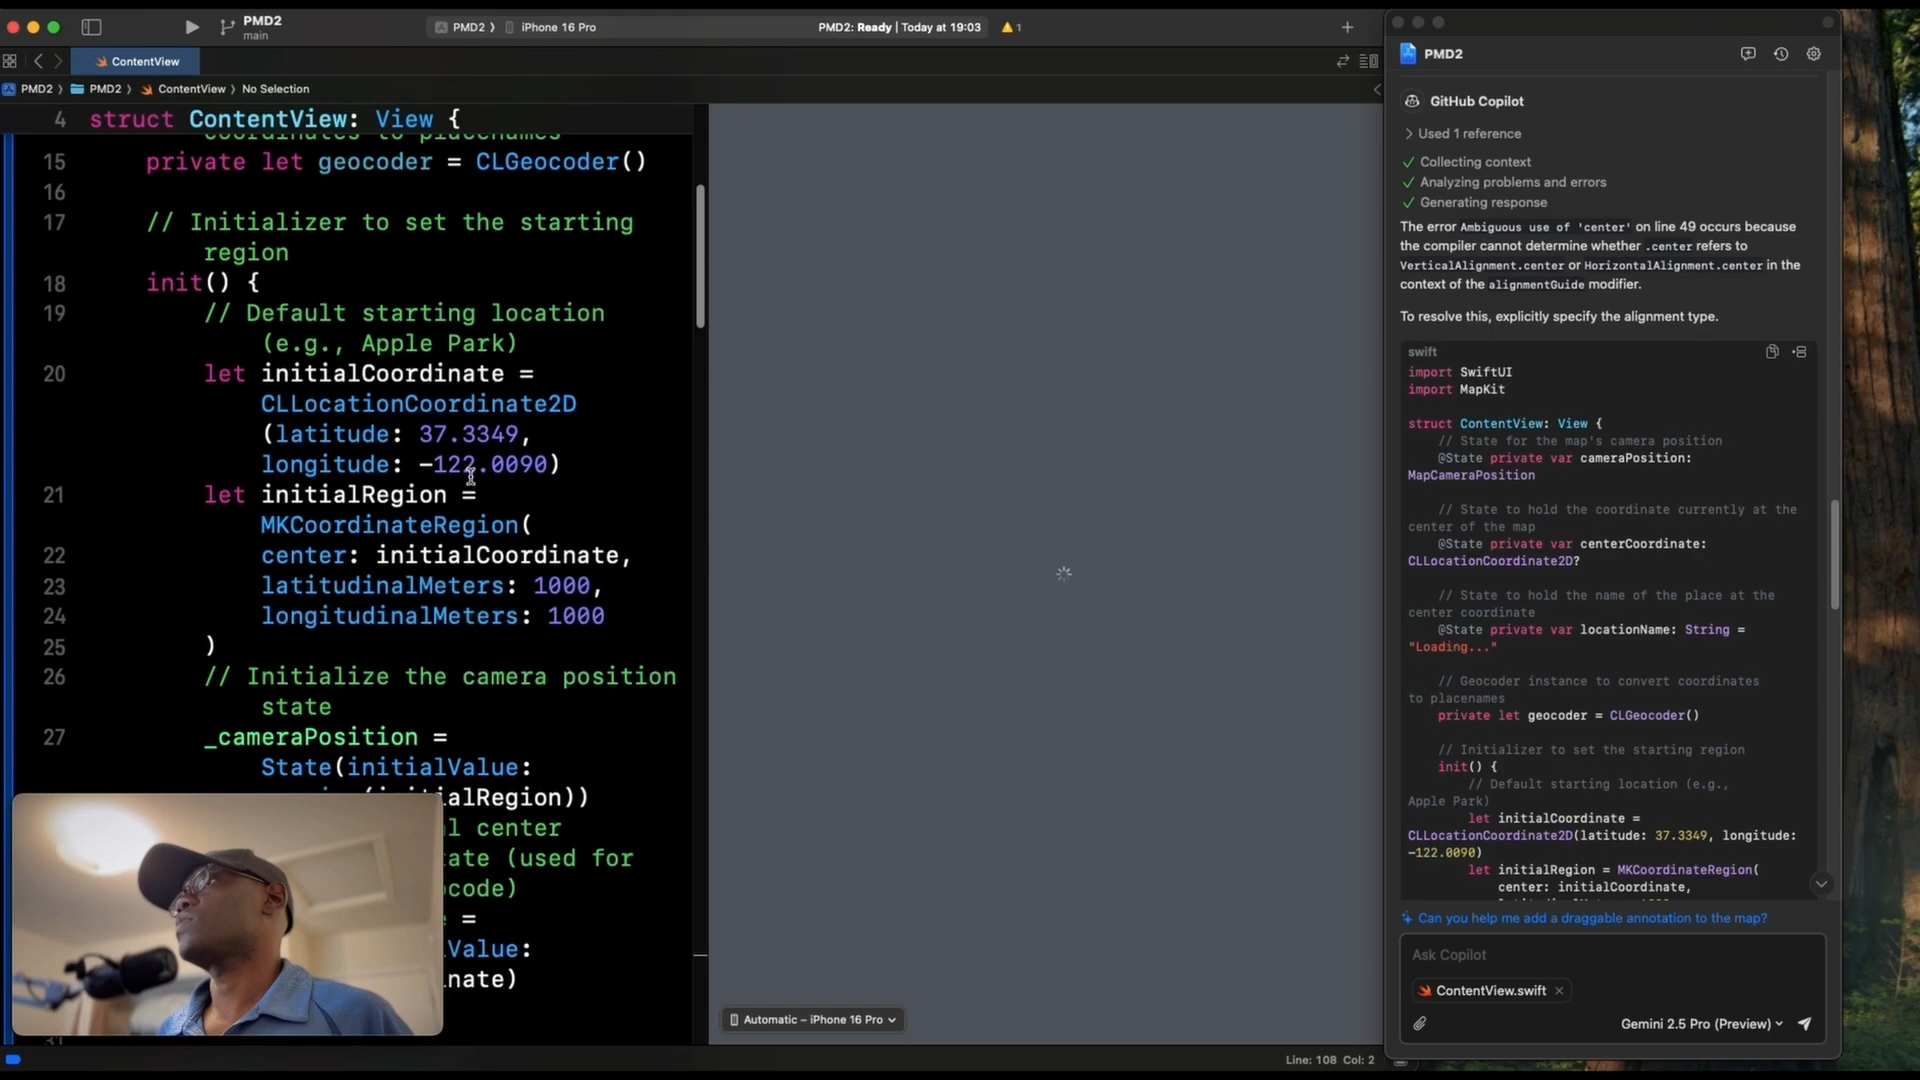 PMD2
main
PMD2 〉 iPhone 16 Pro
PMD2: Ready | Today at 19:03
1
ContentView
PMD2 〉 PMD2 〉 ContentView 〉 No Selection
4 struct ContentView: View {
coordinates to placenames
15 private let geocoder = CLGeocoder()
16
17 // Initializer to set the starting
region
18 init() {
19 // Default starting location
(e.g., Apple Park)
20 let initialCoordinate =
CLLocationCoordinate2D
(latitude: 37.3349,
longitude: -122.0090)
21 let initialRegion =
MKCoordinateRegion(
22 center: initialCoordinate,
23 latitudinalMeters: 1000,
24 longitudinalMeters: 1000
25 )
26 // Initialize the camera position
state
27 _cameraPosition =
State(initialValue:
(initialRegion))
l center
ate (used for
ocode)
=
Value:
nate)
Automatic – iPhone 16 Pro
Line: 108 Col: 2
PMD2
GitHub Copilot
Used 1 reference
Collecting context
Analyzing problems and errors
Generating response
The error Ambiguous use of 'center' on line 49 occurs because
the compiler cannot determine whether .center refers to
VerticalAlignment.center or HorizontalAlignment.center in the
context of the alignmentGuide modifier.
To resolve this, explicitly specify the alignment type.
swift
import SwiftUI
import MapKit
struct ContentView: View {
// State for the map's camera position
@State private var cameraPosition:
MapCameraPosition
// State to hold the coordinate currently at the
center of the map
@State private var centerCoordinate:
CLLocationCoordinate2D?
// State to hold the name of the place at the
center coordinate
@State private var locationName: String =
"Loading..."
// Geocoder instance to convert coordinates
to placenames
private let geocoder = CLGeocoder()
// Initializer to set the starting region
init() {
// Default starting location (e.g.,
Apple Park)
let initialCoordinate =
CLLocationCoordinate2D(latitude: 37.3349, longitude:
-122.0090)
let initialRegion = MKCoordinateRegion(
center: initialCoordinate,
Can you help me add a draggable annotation to the map?
Ask Copilot
ContentView.swift ×
Gemini 2.5 Pro (Preview)